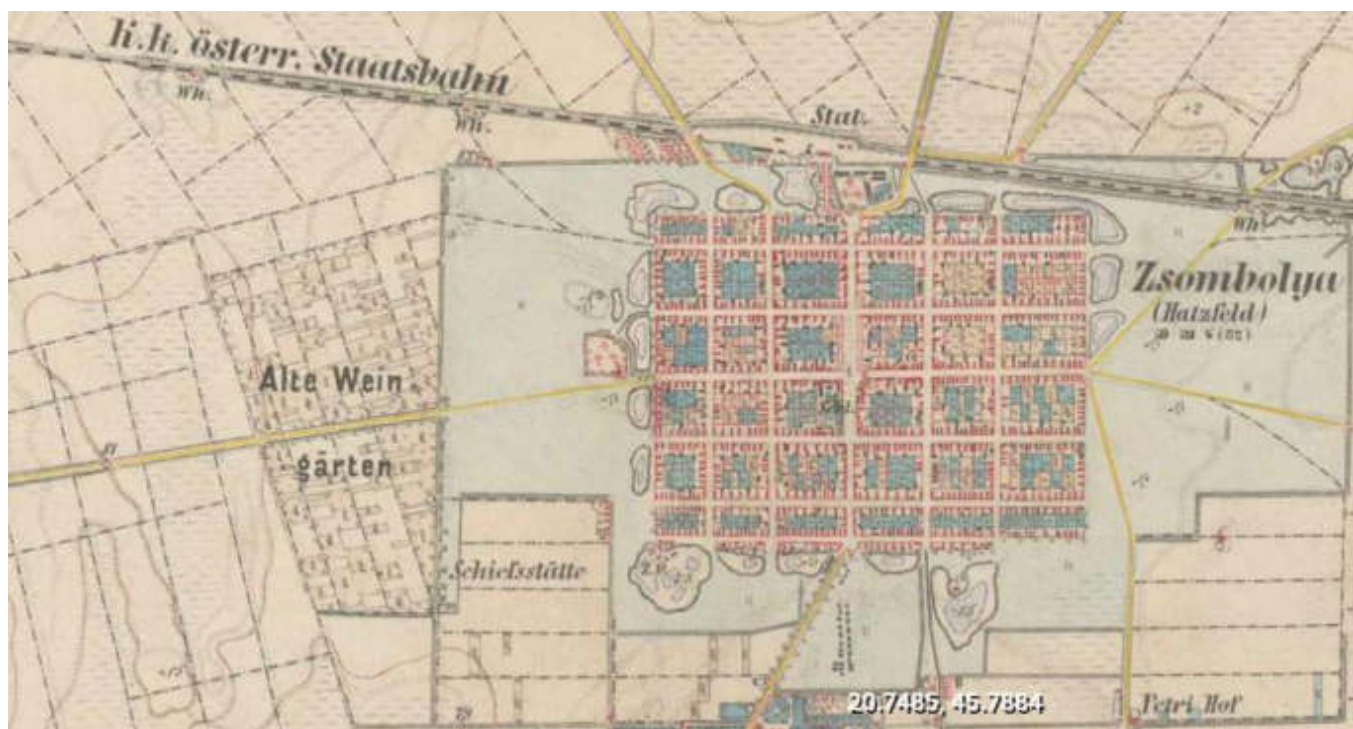 k.k. österr. Staatsbahn
Wh.
Wh.
Stat.
Wh.
Zsombolya
(Hatzfeld)
Alte Wein
gärten
Schießstätte
20.7485, 45.7884
Petri Hof